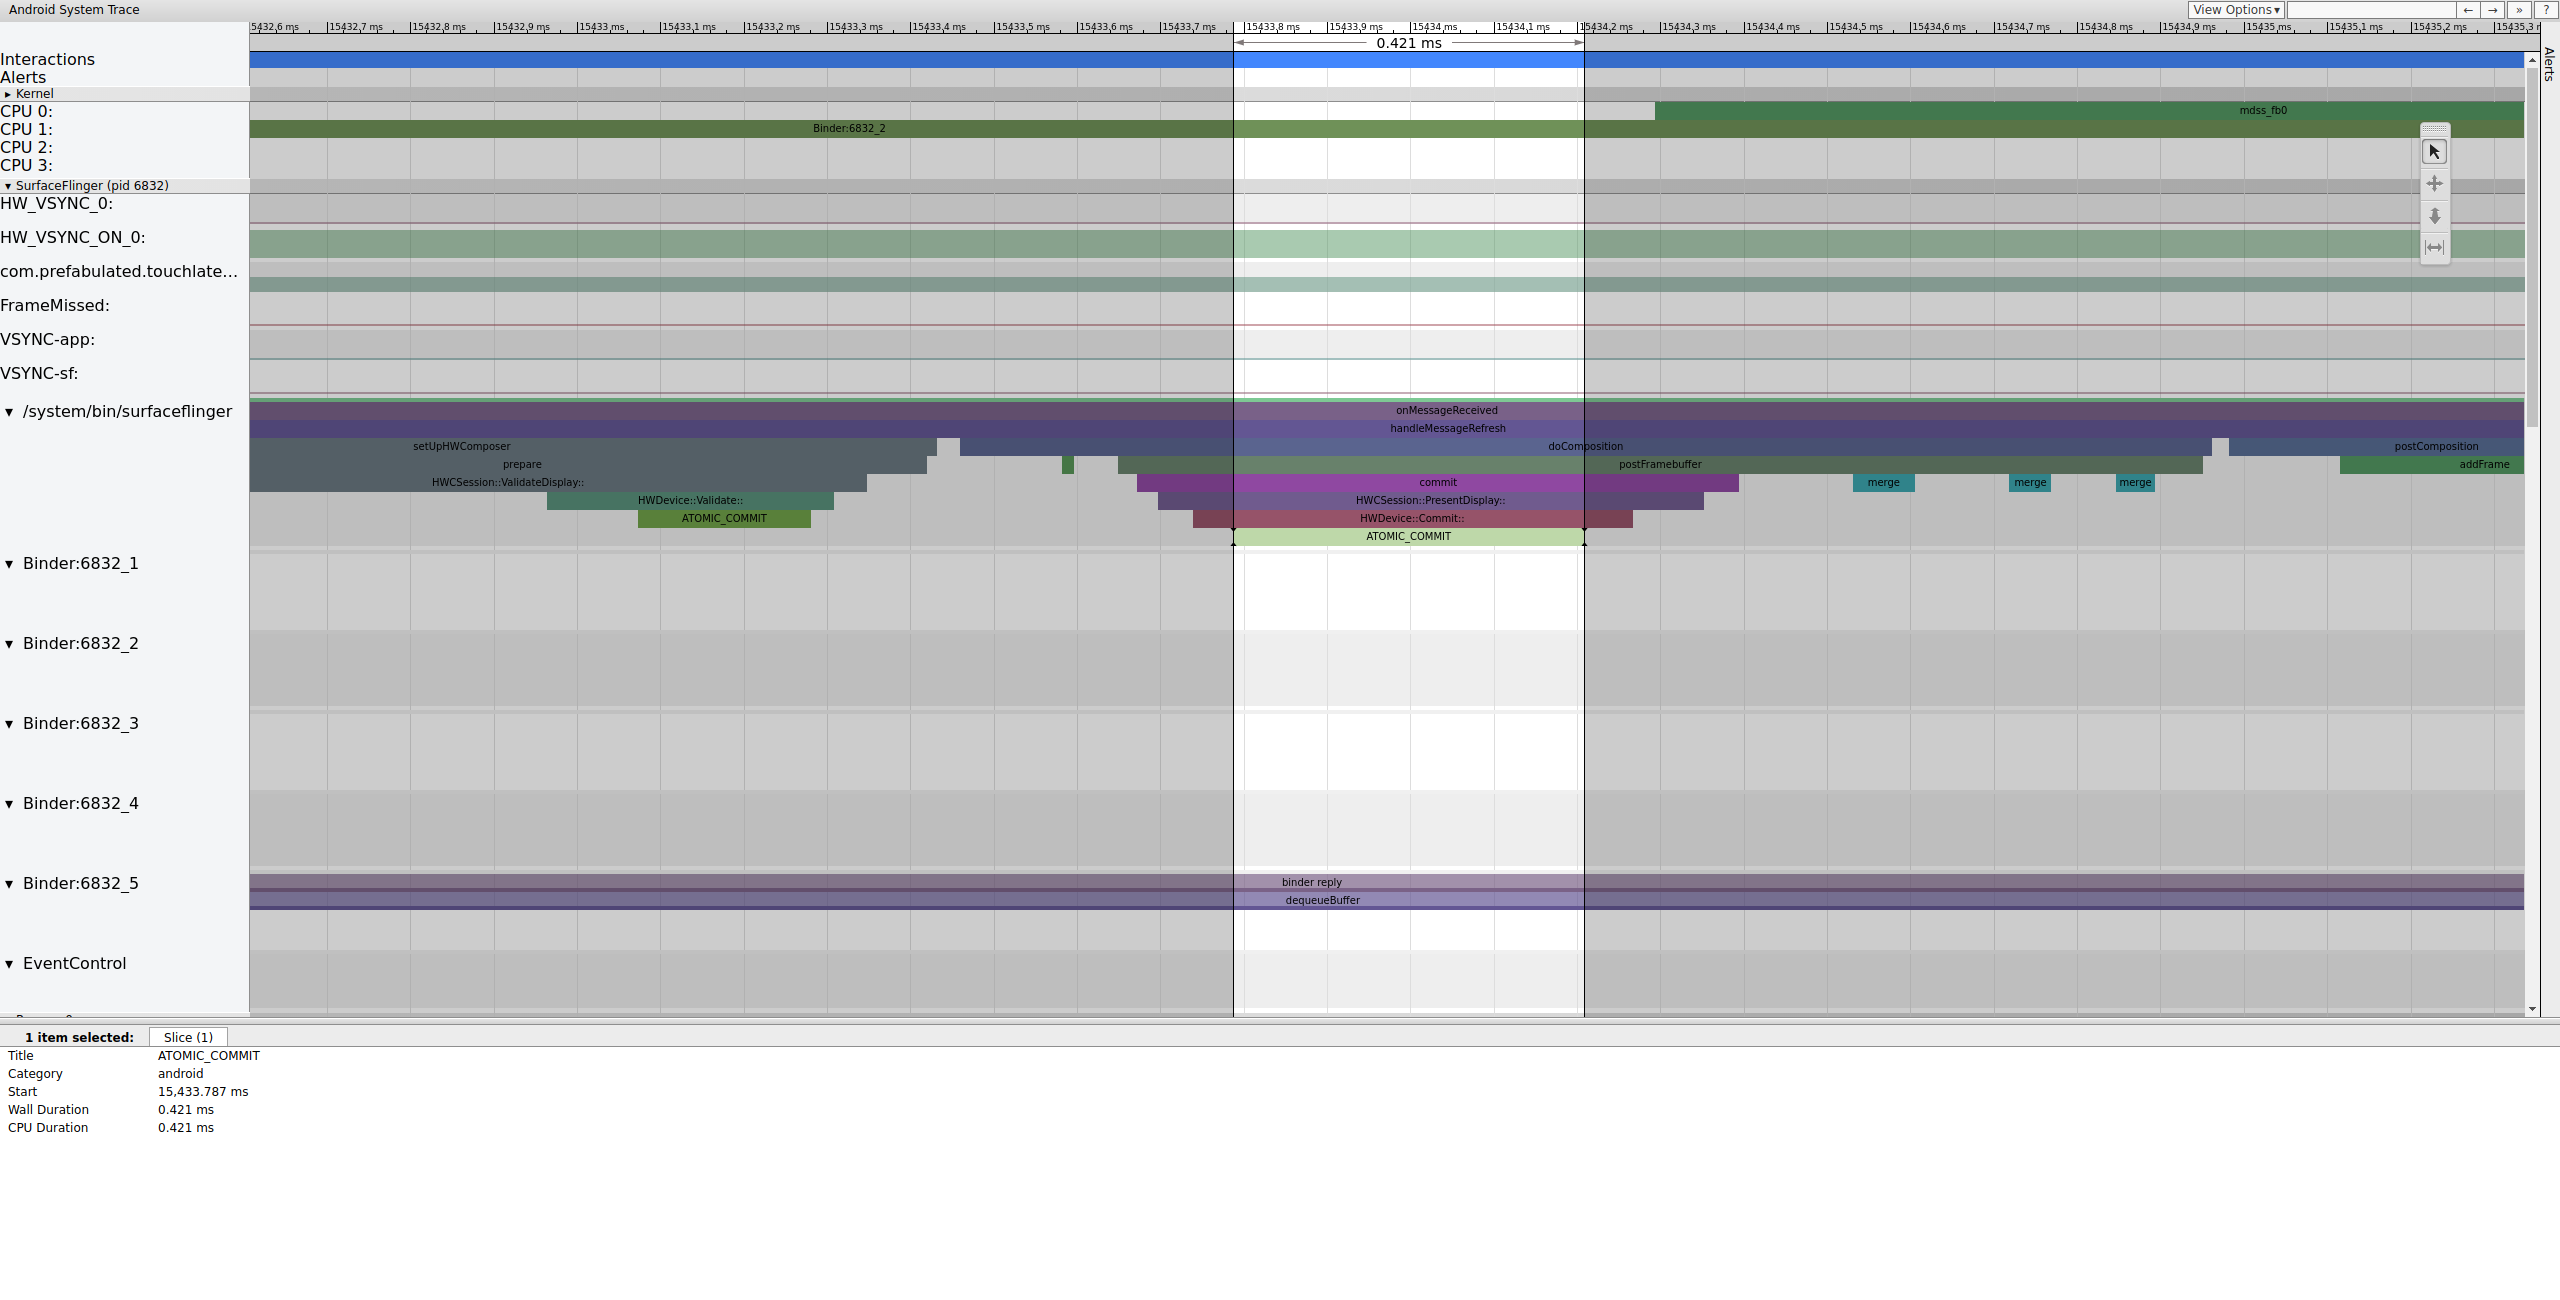 Android System Trace
View Options▾ ← → » ?
5432,6 ms 15432,7 ms 15432,8 ms 15432,9 ms 15433 ms 15433,1 ms 15433,2 ms 15433,3 ms 15433,4 ms 15433,5 ms 15433,6 ms 15433,7 ms 15433,8 ms 15433,9 ms 15434 ms 15434,1 ms 15434,2 ms 15434,3 ms 15434,4 ms 15434,5 ms 15434,6 ms 15434,7 ms 15434,8 ms 15434,9 ms 15435 ms 15435,1 ms 15435,2 ms 15435,3
0.421 ms
Alerts
Interactions
Alerts
▸ Kernel
CPU 0: mdss_fb0
CPU 1: Binder:6832_2
CPU 2:
CPU 3:
▾ SurfaceFlinger (pid 6832)
HW_VSYNC_0:
HW_VSYNC_ON_0:
com.prefabulated.touchlate...
FrameMissed:
VSYNC-app:
VSYNC-sf:
▾ /system/bin/surfaceflinger onMessageReceived
handleMessageRefresh
setUpHWComposer doComposition postComposition
prepare postFramebuffer addFrame
HWCSession::ValidateDisplay:: commit merge merge merge
HWDevice::Validate:: HWCSession::PresentDisplay::
ATOMIC_COMMIT HWDevice::Commit::
ATOMIC_COMMIT
▾ Binder:6832_1
▾ Binder:6832_2
▾ Binder:6832_3
▾ Binder:6832_4
▾ Binder:6832_5 binder reply
dequeueBuffer
▾ EventControl
1 item selected: Slice (1)
Title ATOMIC_COMMIT
Category android
Start 15,433.787 ms
Wall Duration 0.421 ms
CPU Duration 0.421 ms